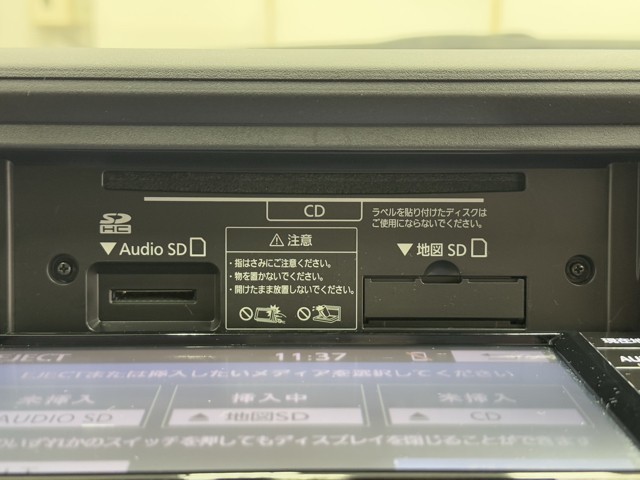 CD
ラベルを貼り付けたディスクは
ご使用にならないでください。
SD
HC
▼Audio SD
⚠ 注意
・指はさみにご注意ください。
・物を置かないでください。
・開けたまま放置しないでください。
▼地図 SD
EJECT
11:37
EJECTまたは挿入したいメディアを選択してください
未挿入
AUDIO SD
挿入中
地図SD
未挿入
CD
いずれかのスイッチを押してもディスプレイを閉じることができます
AU